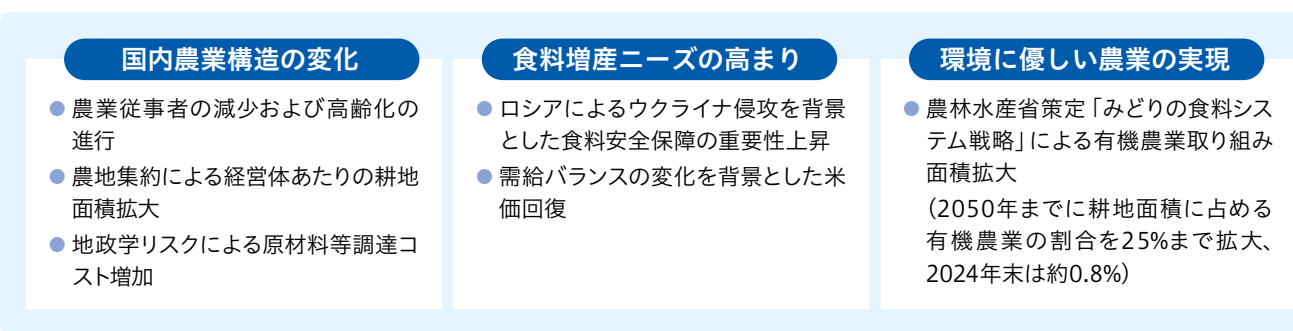 国内農業構造の変化
● 農業従事者の減少および高齢化の
進行
● 農地集約による経営体あたりの耕地
面積拡大
● 地政学リスクによる原材料等調達コ
スト増加
食料増産ニーズの高まり
● ロシアによるウクライナ侵攻を背景
とした食料安全保障の重要性上昇
● 需給バランスの変化を背景とした米
価回復
環境に優しい農業の実現
● 農林水産省策定「みどりの食料シス
テム戦略」による有機農業取り組み
面積拡大
（2050年までに耕地面積に占める
有機農業の割合を25%まで拡大、
2024年末は約0.8%）